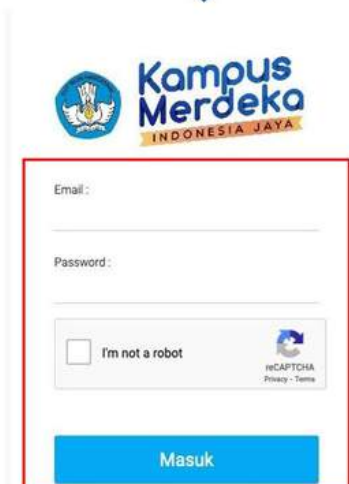 Kampus
Merdeka
INDONESIA JAYA
Email :
Password :
I'm not a robot
reCAPTCHA
Privacy - Terms
Masuk